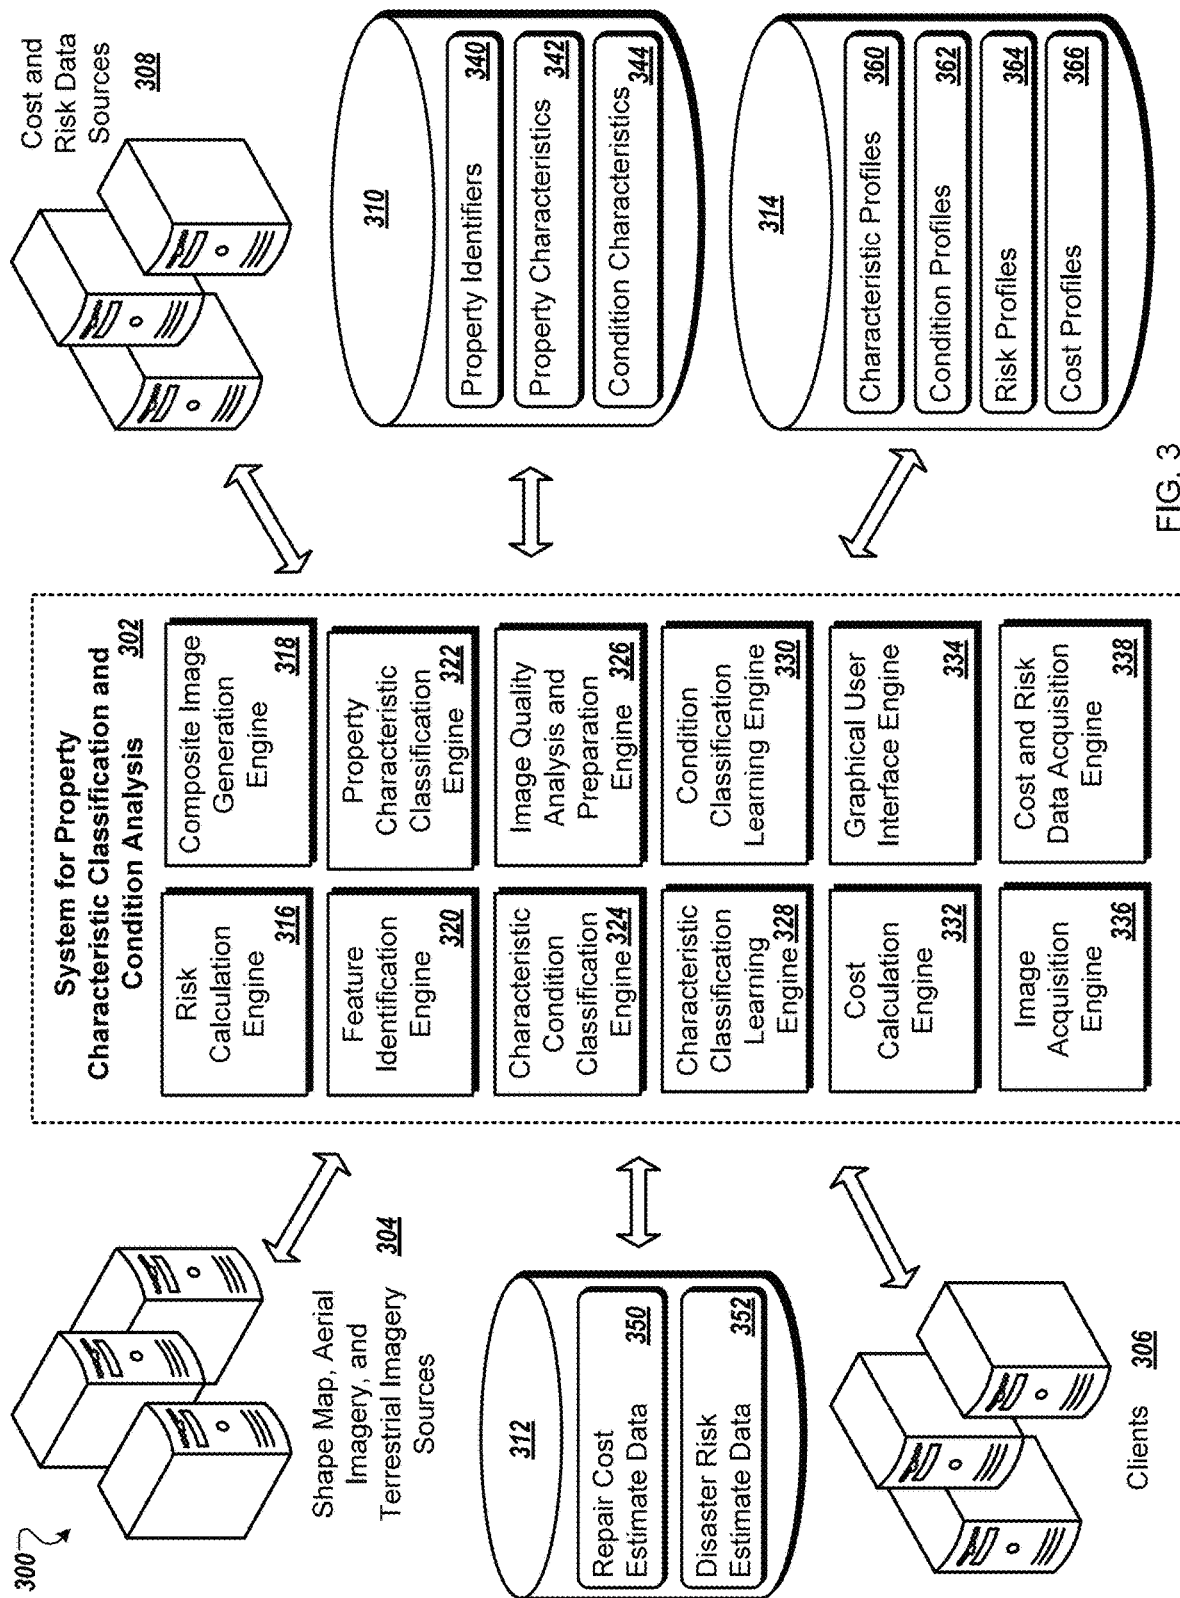 300
Shape Map, Aerial
Imagery, and
Terrestrial Imagery
Sources
304
312
Repair Cost
Estimate Data
350
Disaster Risk
Estimate Data
352
Clients
306
System for Property
Characteristic Classification and
Condition Analysis
302
Risk
Calculation
Engine
316
Composite Image
Generation
Engine
318
Feature
Identification
Engine
320
Property
Characteristic
Classification
Engine
322
Characteristic
Condition
Classification
Engine
324
Image Quality
Analysis and
Preparation
Engine
326
Characteristic
Classification
Learning
Engine
328
Condition
Classification
Learning Engine
330
Cost
Calculation
Engine
332
Graphical User
Interface Engine
334
Image
Acquisition
Engine
336
Cost and Risk
Data Acquisition
Engine
338
Cost and
Risk Data
Sources
308
310
Property Identifiers
340
Property Characteristics
342
Condition Characteristics
344
314
Characteristic Profiles
360
Condition Profiles
362
Risk Profiles
364
Cost Profiles
366
FIG. 3